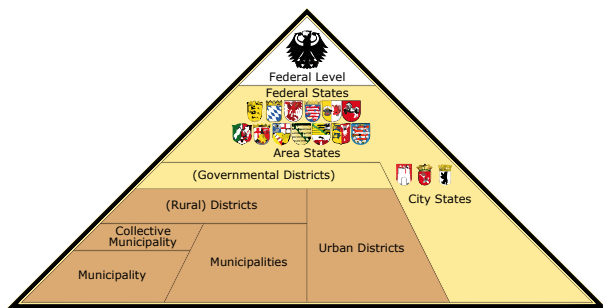 Federal Level
Federal States
Area States
(Governmental Districts)
City States
(Rural) Districts
Collective
Municipality
Urban Districts
Municipalities
Municipality